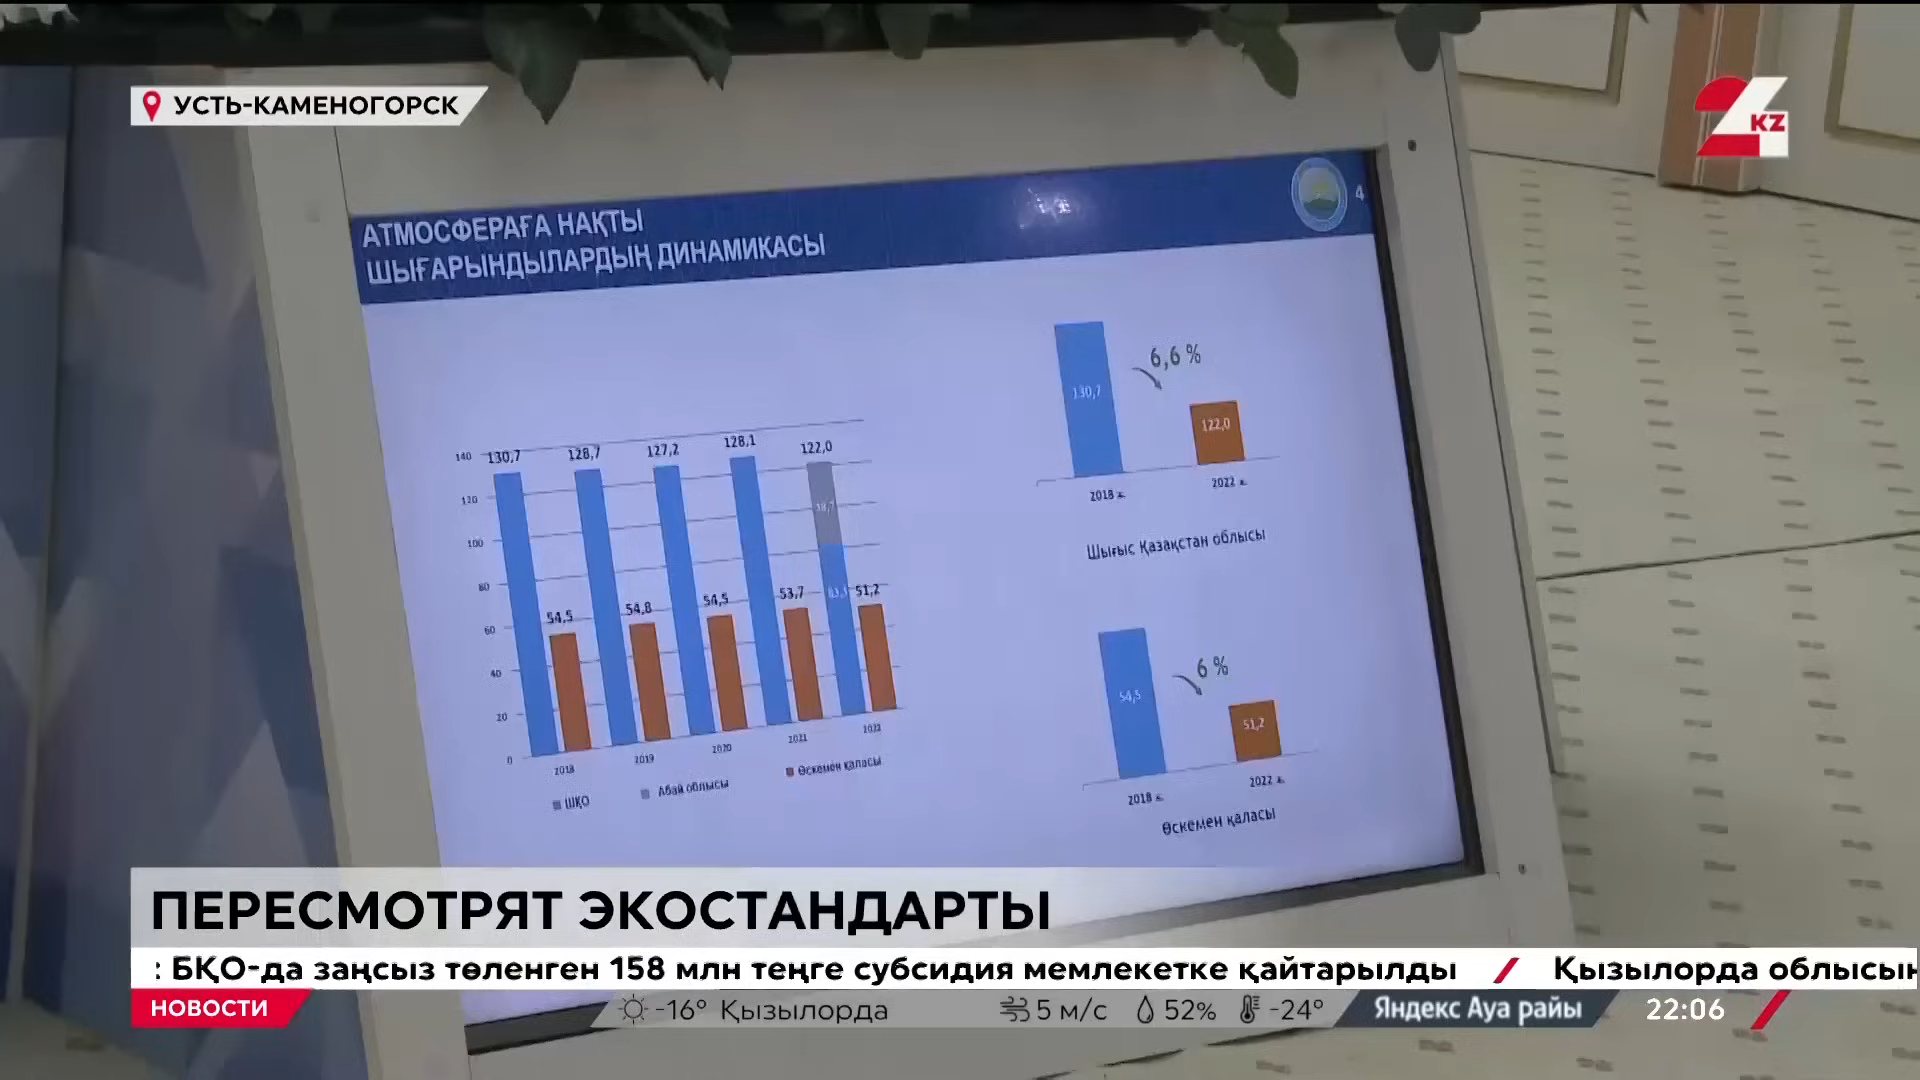 УСТЬ-КАМЕНОГОРСК
24
KZ
АТМОСФЕРАҒА НАҚТЫ
ШЫҒАРЫНДЫЛАРДЫҢ ДИНАМИКАСЫ
4
140
120
100
80
60
40
20
0
130,7
128,7
127,2
128,1
122,0
38,7
54,5
54,8
54,5
53,7
51,2
2018
2019
2020
2021
2022
ШҚО
Абай облысы
Өскемен қаласы
130,7
6,6 %
122,0
2018 ж.
2022 ж.
Шығыс Қазақстан облысы
54,5
6 %
51,2
2018 ж.
2022 ж.
Өскемен қаласы
ПЕРЕСМОТРЯТ ЭКОСТАНДАРТЫ
: БҚО-да заңсыз төленген 158 млн теңге субсидия мемлекетке қайтарылды / Қызылорда облысын
НОВОСТИ
-16° Қызылорда
5 м/с
52%
-24°
Яндекс Ауа райы
22:06